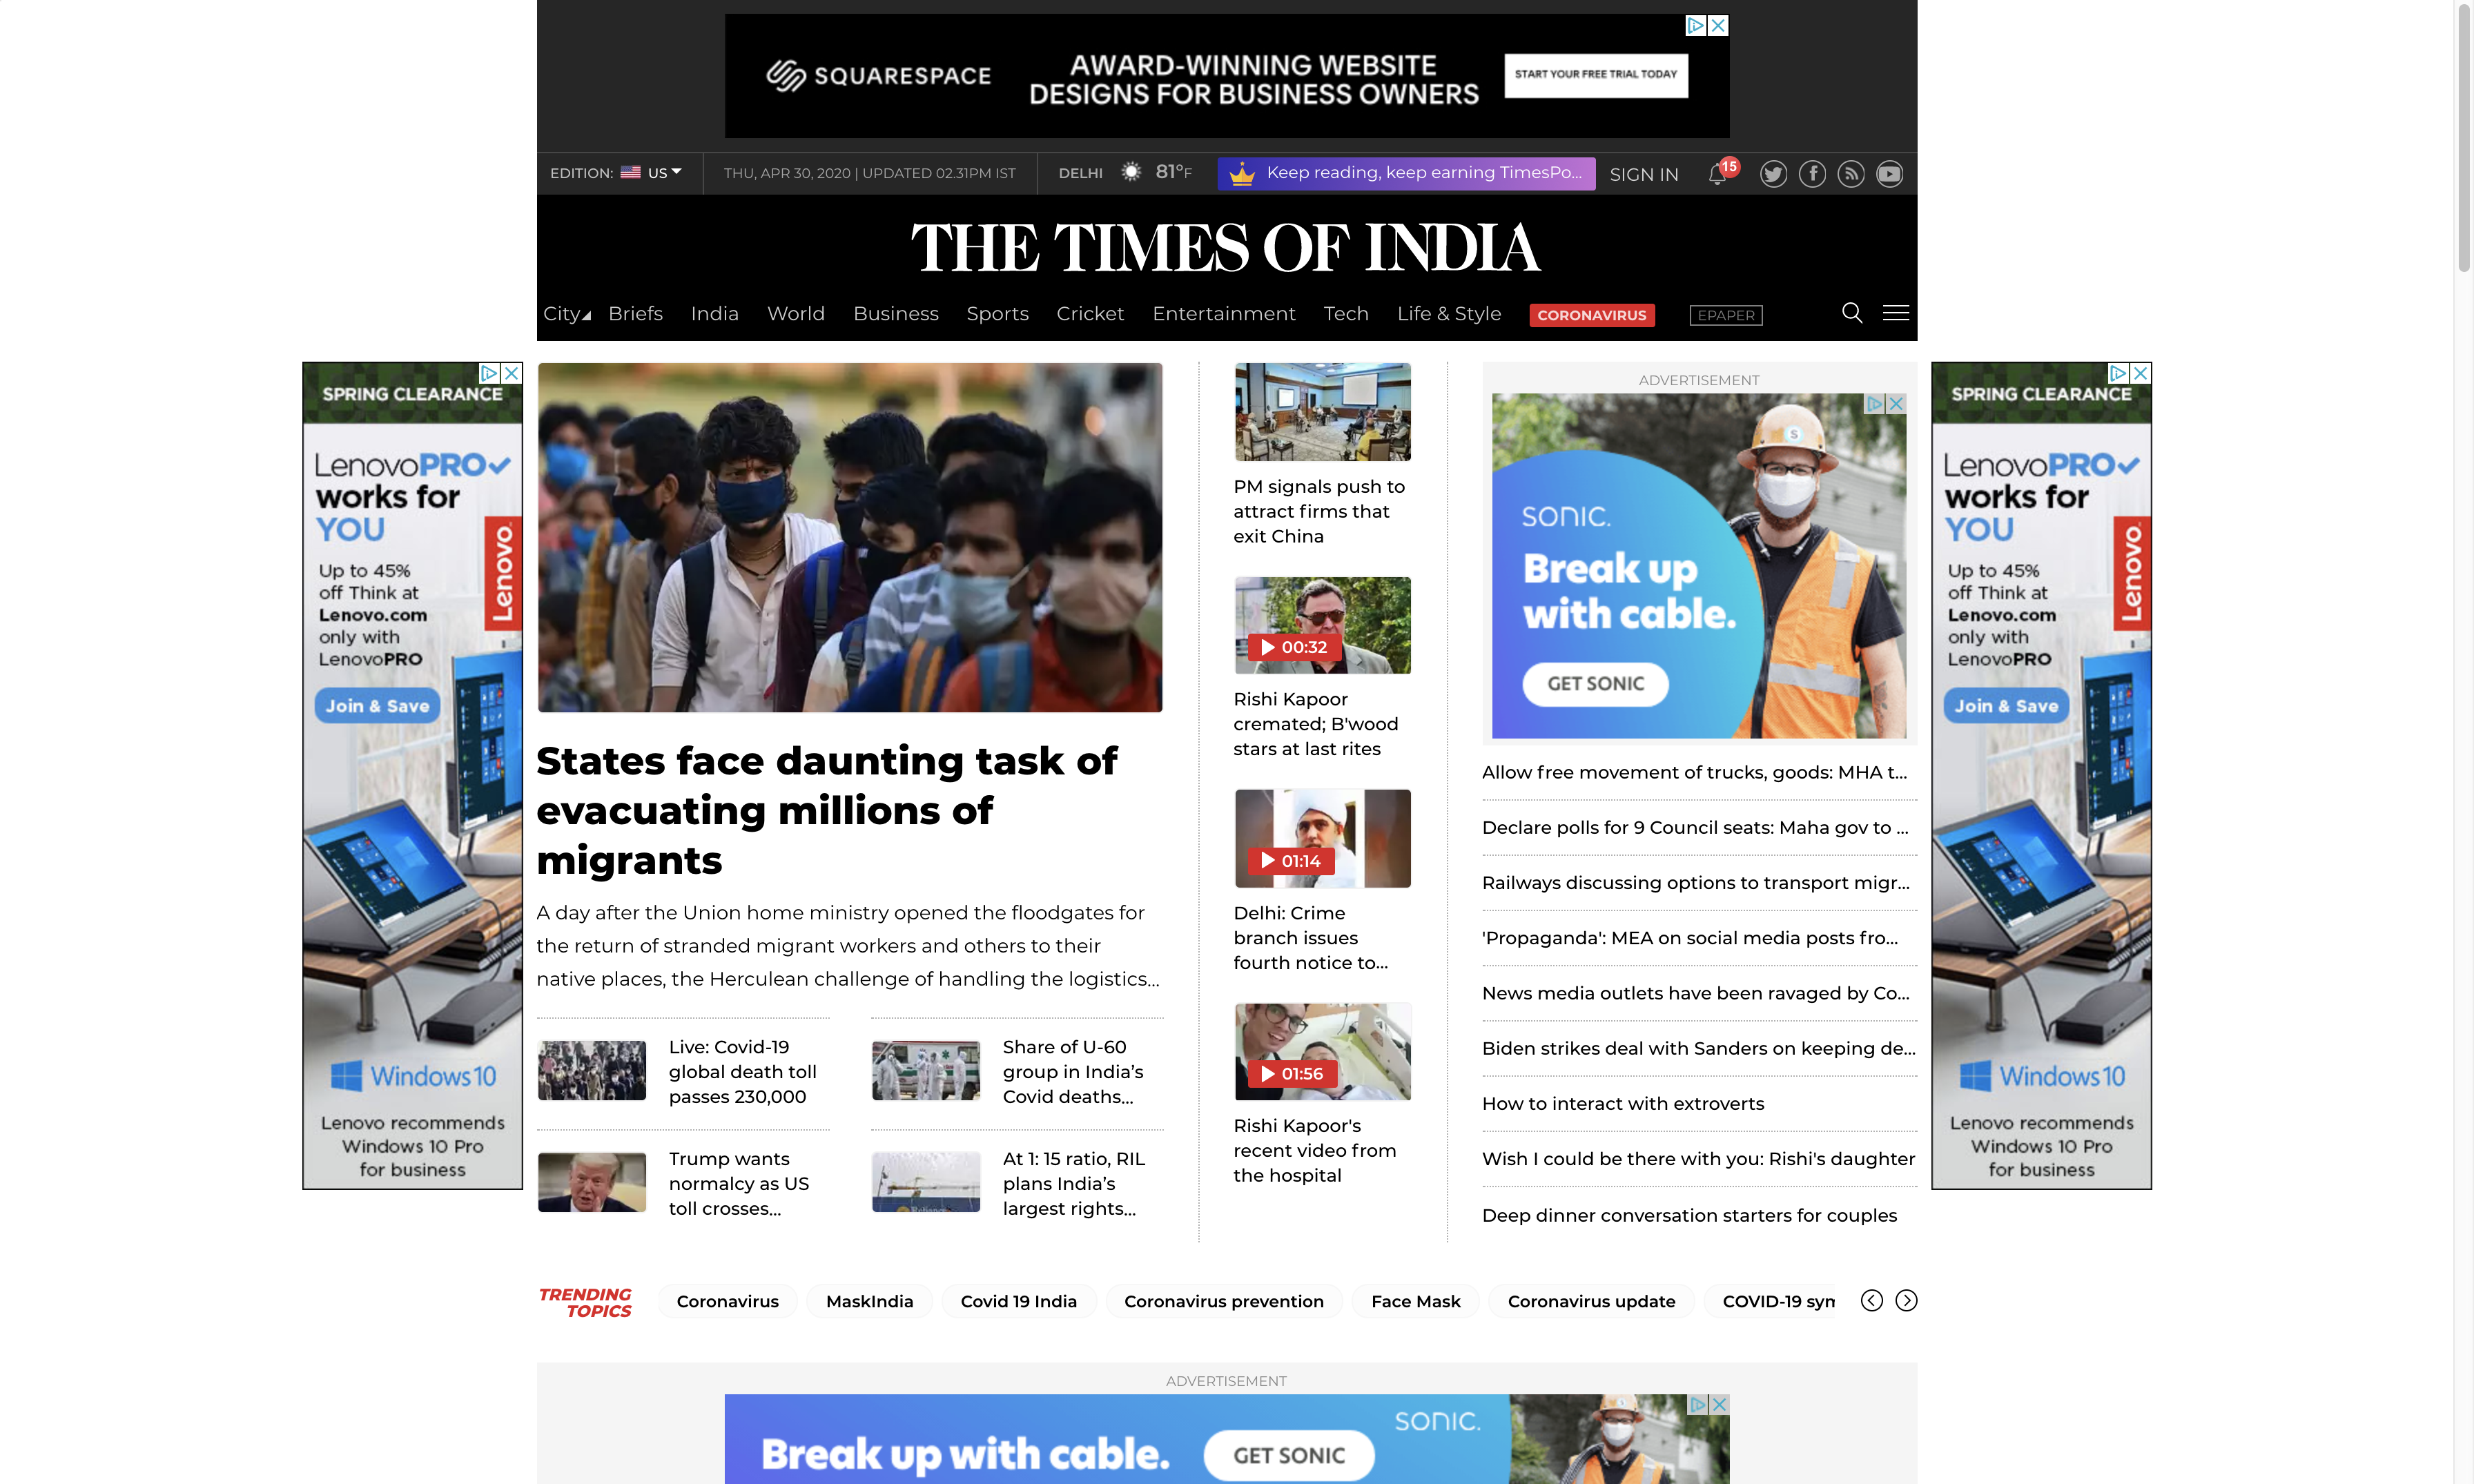 SQUARESPACE
AWARD-WINNING WEBSITE
DESIGNS FOR BUSINESS OWNERS
START YOUR FREE TRIAL TODAY
EDITION: US
THU, APR 30, 2020 | UPDATED 02.31PM IST
DELHI 81°F
Keep reading, keep earning TimesPo...
SIGN IN
15
THE TIMES OF INDIA
City Briefs India World Business Sports Cricket Entertainment Tech Life & Style CORONAVIRUS EPAPER
SPRING CLEARANCE
LenovoPRO
works for
YOU
Lenovo
Up to 45%
off Think at
Lenovo.com
only with
LenovoPRO
Join & Save
Windows 10
Lenovo recommends
Windows 10 Pro
for business
States face daunting task of
evacuating millions of
migrants
A day after the Union home ministry opened the floodgates for
the return of stranded migrant workers and others to their
native places, the Herculean challenge of handling the logistics...
Live: Covid-19
global death toll
passes 230,000
Share of U-60
group in India's
Covid deaths...
Trump wants
normalcy as US
toll crosses...
Reliance
At 1: 15 ratio, RIL
plans India's
largest rights...
PM signals push to
attract firms that
exit China
00:32
Rishi Kapoor
cremated; B'wood
stars at last rites
01:14
Delhi: Crime
branch issues
fourth notice to...
01:56
Rishi Kapoor's
recent video from
the hospital
ADVERTISEMENT
S
sonic.
Break up
with cable.
GET SONIC
Allow free movement of trucks, goods: MHA t...
Declare polls for 9 Council seats: Maha gov to ...
Railways discussing options to transport migr...
'Propaganda': MEA on social media posts fro...
News media outlets have been ravaged by Co...
Biden strikes deal with Sanders on keeping de...
How to interact with extroverts
Wish I could be there with you: Rishi's daughter
Deep dinner conversation starters for couples
SPRING CLEARANCE
LenovoPRO
works for
YOU
Lenovo
Up to 45%
off Think at
Lenovo.com
only with
LenovoPRO
Join & Save
Windows 10
Lenovo recommends
Windows 10 Pro
for business
TRENDING
TOPICS
Coronavirus MaskIndia Covid 19 India Coronavirus prevention Face Mask Coronavirus update COVID-19 syn
ADVERTISEMENT
Break up with cable.
GET SONIC
sonic.